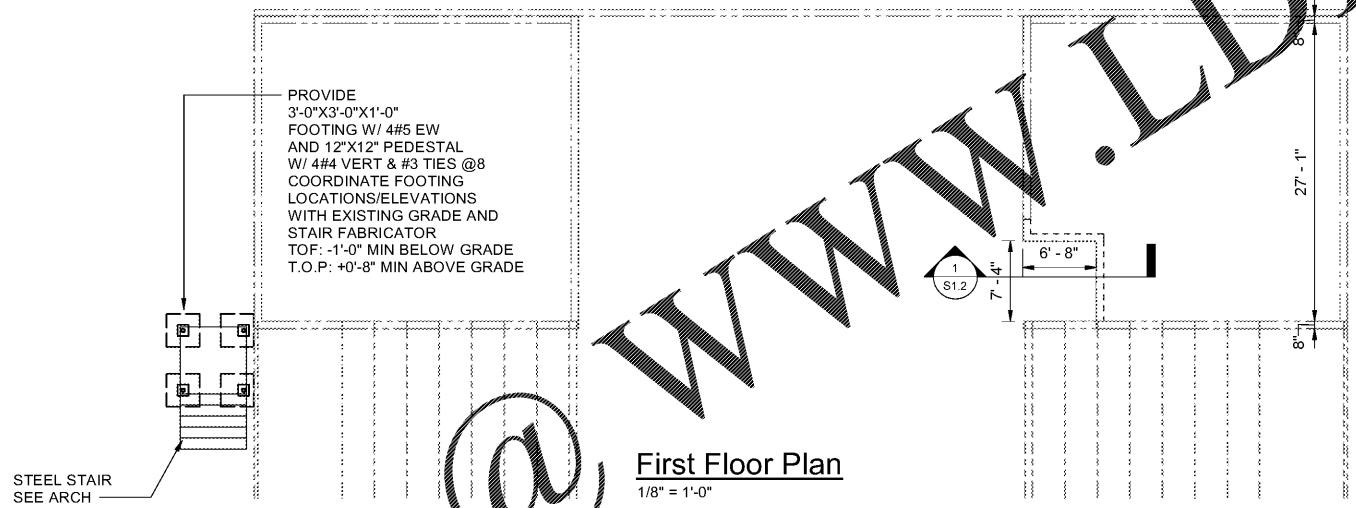 PROVIDE
3'-0"X3'-0"X1'-0"
FOOTING W/ 4#5 EW
AND 12"X12" PEDESTAL
W/ 4#4 VERT & #3 TIES @8
COORDINATE FOOTING
LOCATIONS/ELEVATIONS
WITH EXISTING GRADE AND
STAIR FABRICATOR
TOF: -1'-0" MIN BELOW GRADE
T.O.P: +0'-8" MIN ABOVE GRADE
8"
27' - 1"
6' - 8"
7' - 4"
1
S1.2
8"
@ WWW.LD
STEEL STAIR
SEE ARCH
First Floor Plan
1/8" = 1'-0"